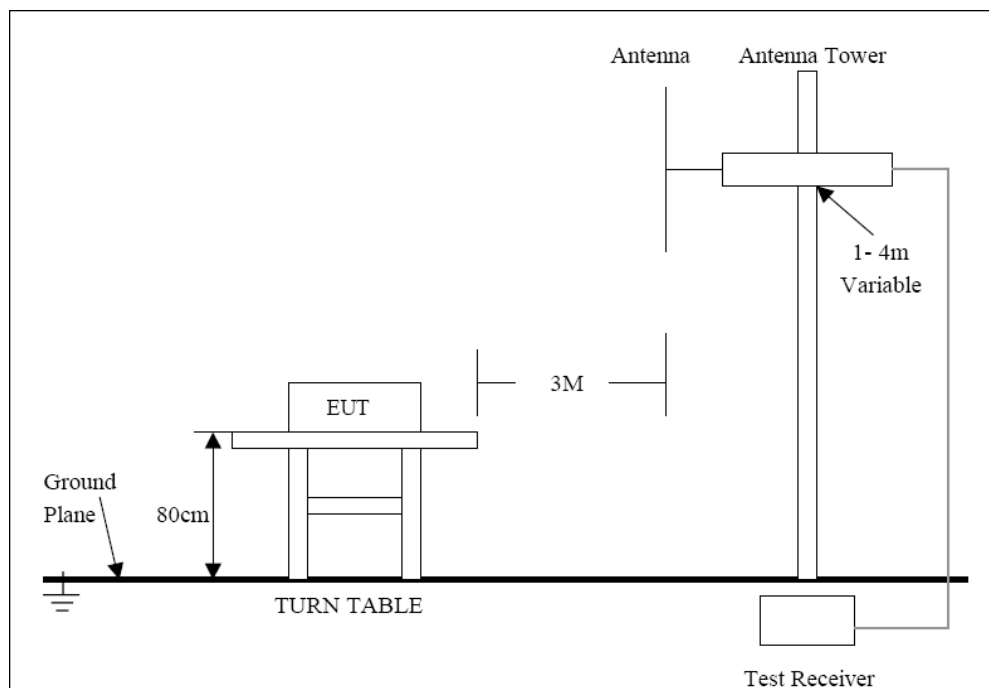 Antenna
Antenna Tower
1- 4m
Variable
3M
EUT
Ground
Plane
80cm
TURN TABLE
Test Receiver